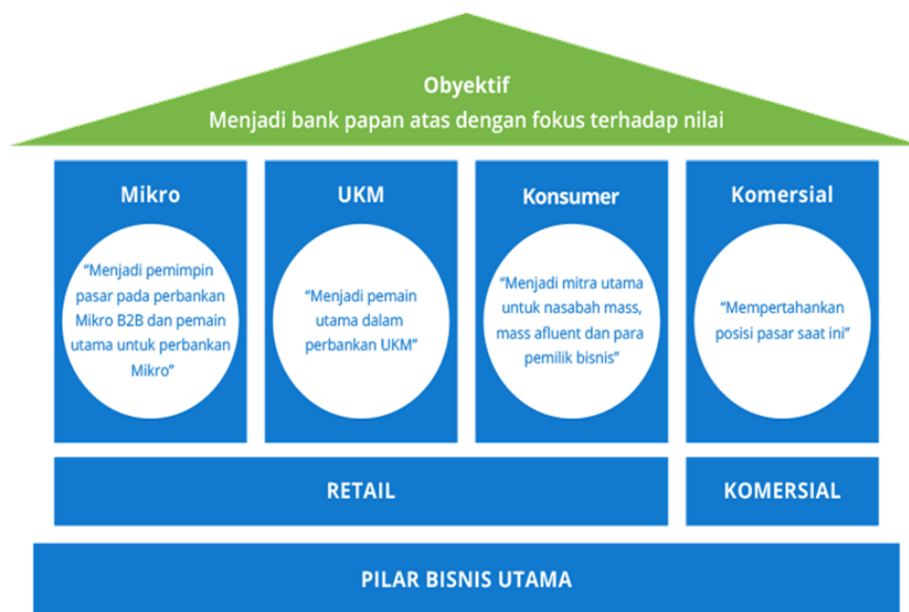 Obyektif
Menjadi bank papan atas dengan fokus terhadap nilai
Mikro
“Menjadi pemimpin
pasar pada perbankan
Mikro B2B dan pemain
utama untuk perbankan
Mikro”
UKM
“Menjadi pemain
utama dalam
perbankan UKM”
Konsumer
“Menjadi mitra utama
untuk nasabah mass,
mass afluent dan para
pemilik bisnis”
Komersial
“Mempertahankan
posisi pasar saat ini”
RETAIL
KOMERSIAL
PILAR BISNIS UTAMA